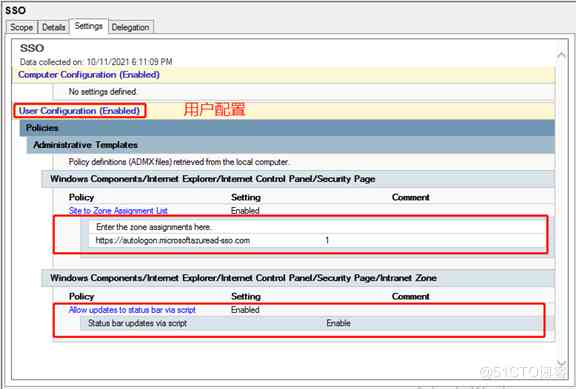 SSO
Scope Details Settings Delegation
SSO
Data collected on: 10/11/2021 6:11:09 PM
Computer Configuration (Enabled)
No settings defined.
User Configuration (Enabled) 用户配置
Policies
Administrative Templates
Policy definitions (ADMX files) retrieved from the local computer.
Windows Components/Internet Explorer/Internet Control Panel/Security Page
Policy Setting Comment
Site to Zone Assignment List Enabled
Enter the zone assignments here.
https://autologon.microsoftazuread-sso.com 1
Windows Components/Internet Explorer/Internet Control Panel/Security Page/Intranet Zone
Policy Setting Comment
Allow updates to status bar via script Enabled
Status bar updates via script Enable
@51CTO博客